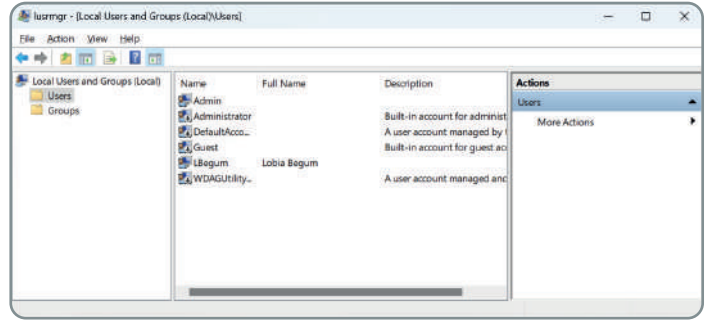 lusrmgr - [Local Users and Groups (Local)\Users]
File Action View Help
Local Users and Groups (Local)
Users
Groups
Name Full Name Description
Admin
Administrator Built-in account for administ
DefaultAcco... A user account managed by t
Guest Built-in account for guest ac
LBegum Lobia Begum
WDAGUtility... A user account managed and
Actions
Users
More Actions